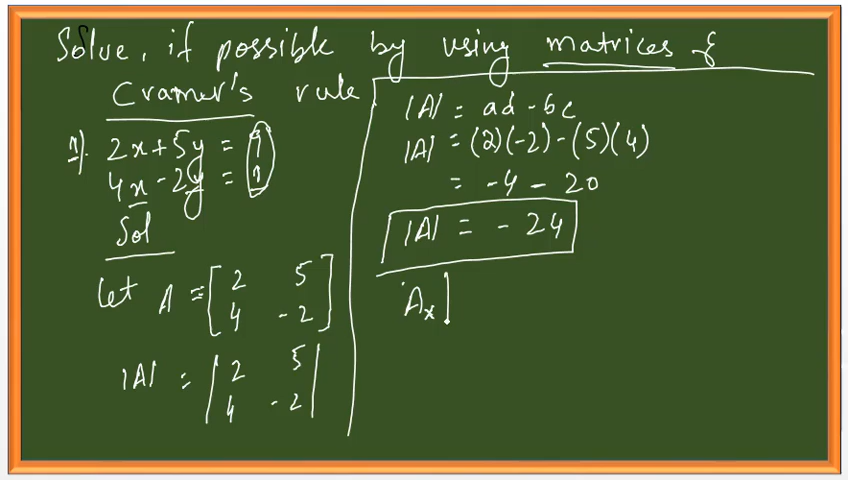 Solve, if possible by using matrices &
Cramer's rule
1). 2x + 5y = 9
4x - 2y = 1
Sol
Let A = [2 5
4 -2]
|A| = |2 5
4 -2|
|A| = ad - bc
|A| = (2)(-2) - (5)(4)
= -4 - 20
|A| = - 24
|Ax|